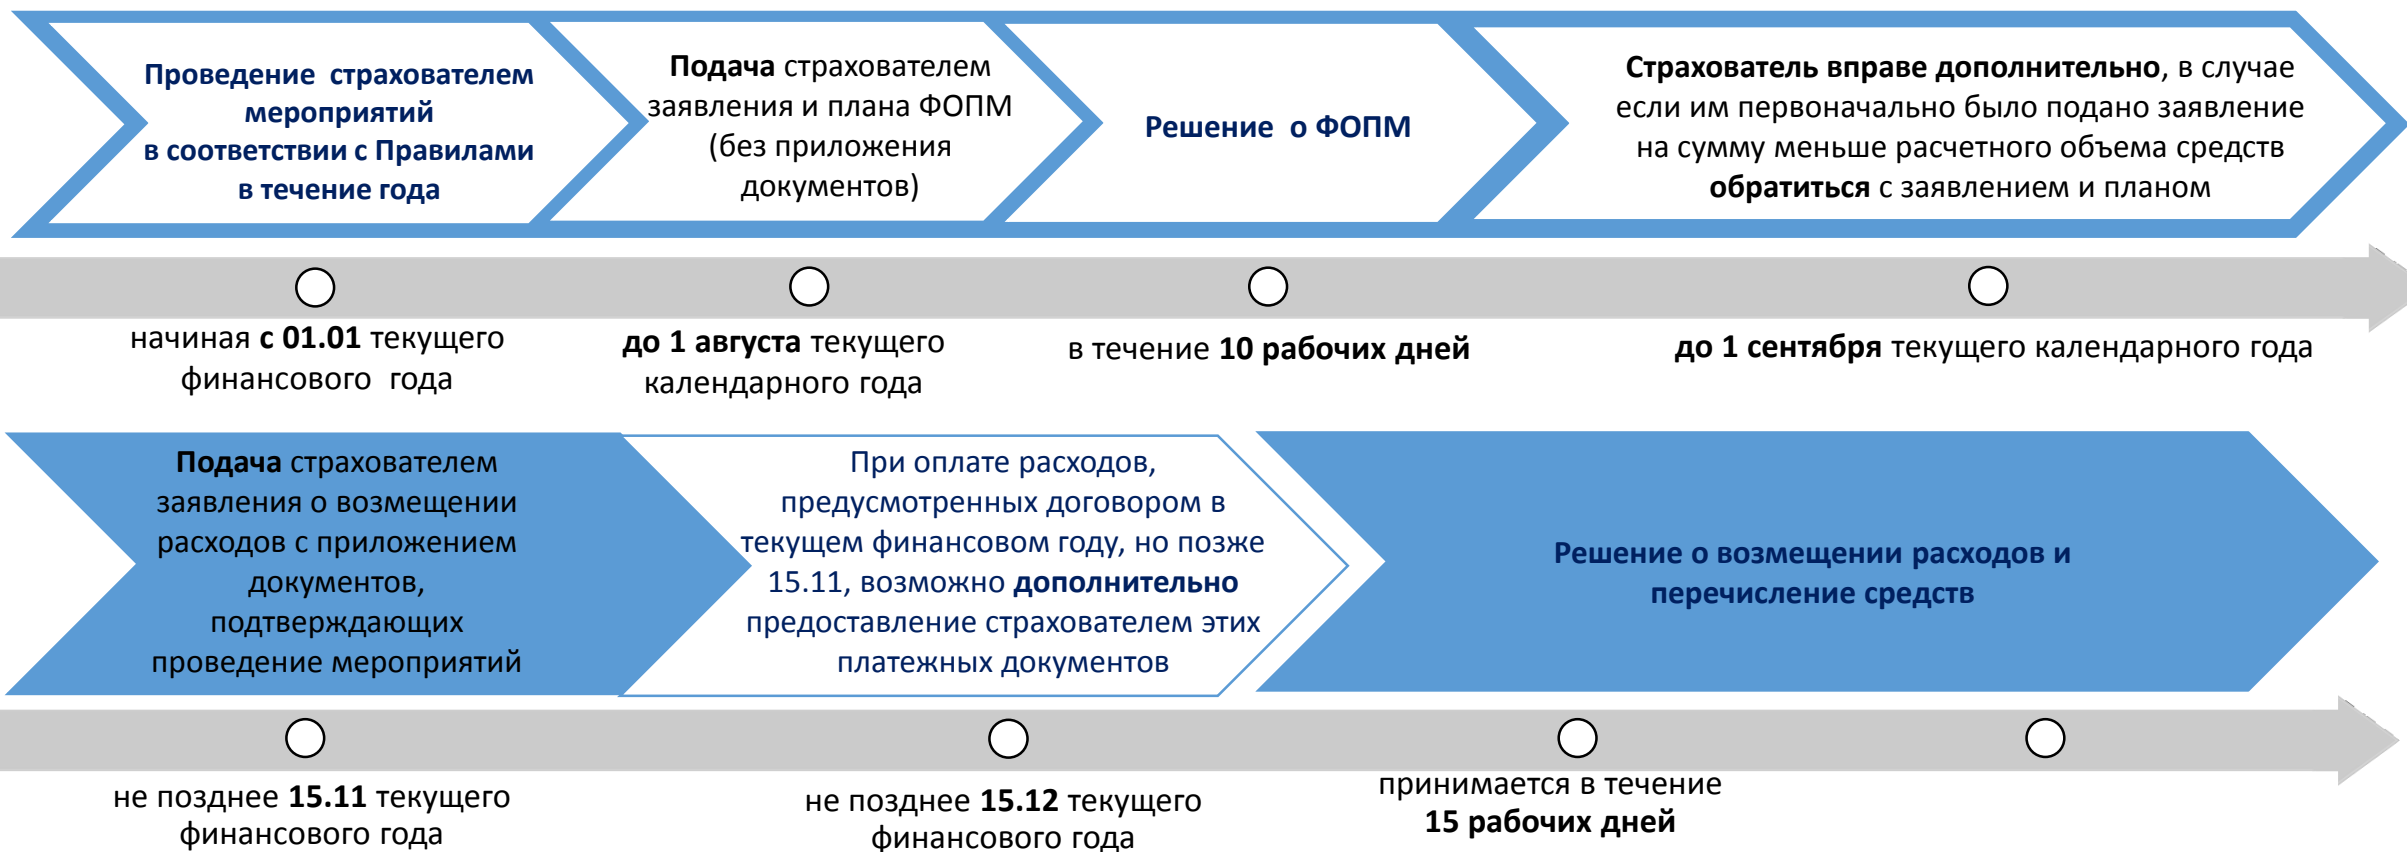 Проведение страхователем
мероприятий
в соответствии с Правилами
в течение года
Подача страхователем
заявления и плана ФОПМ
(без приложения
документов)
Решение о ФОПМ
Страхователь вправе дополнительно, в случае
если им первоначально было подано заявление
на сумму меньше расчетного объема средств
обратиться с заявлением и планом
начиная с 01.01 текущего
финансового года
до 1 августа текущего
календарного года
в течение 10 рабочих дней
до 1 сентября текущего календарного года
Подача страхователем
заявления о возмещении
расходов с приложением
документов,
подтверждающих
проведение мероприятий
При оплате расходов,
предусмотренных договором в
текущем финансовом году, но позже
15.11, возможно дополнительно
предоставление страхователем этих
платежных документов
Решение о возмещении расходов и
перечисление средств
не позднее 15.11 текущего
финансового года
не позднее 15.12 текущего
финансового года
принимается в течение
15 рабочих дней